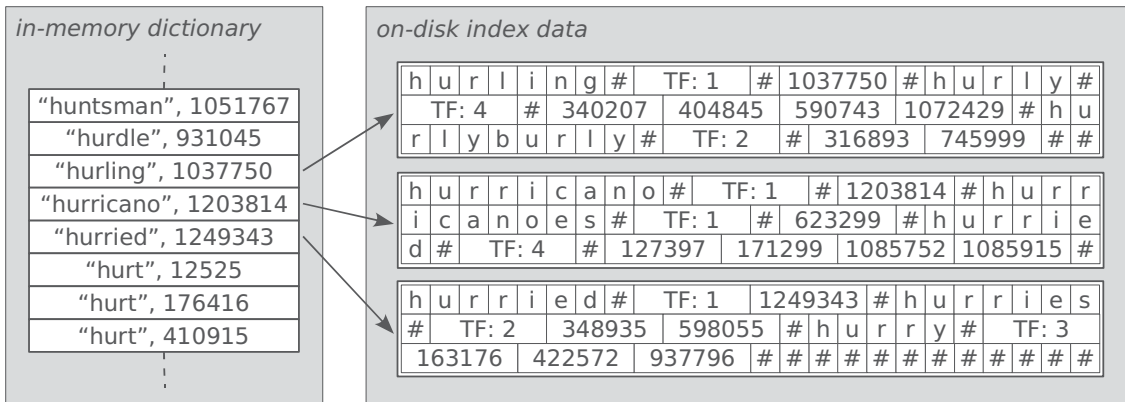 in-memory dictionary
“huntsman”, 1051767
“hurdle”, 931045
“hurling”, 1037750
“hurricano”, 1203814
“hurried”, 1249343
“hurt”, 12525
“hurt”, 176416
“hurt”, 410915
on-disk index data
h u r l i n g # TF: 1 # 1037750 # h u r l y #
TF: 4 # 340207 404845 590743 1072429 # h u
r l y b u r l y # TF: 2 # 316893 745999 # #
h u r r i c a n o # TF: 1 # 1203814 # h u r r
i c a n o e s # TF: 1 # 623299 # h u r r i e
d # TF: 4 # 127397 171299 1085752 1085915 #
h u r r i e d # TF: 1 1249343 # h u r r i e s
# TF: 2 348935 598055 # h u r r y # TF: 3
163176 422572 937796 # # # # # # # # # # # #